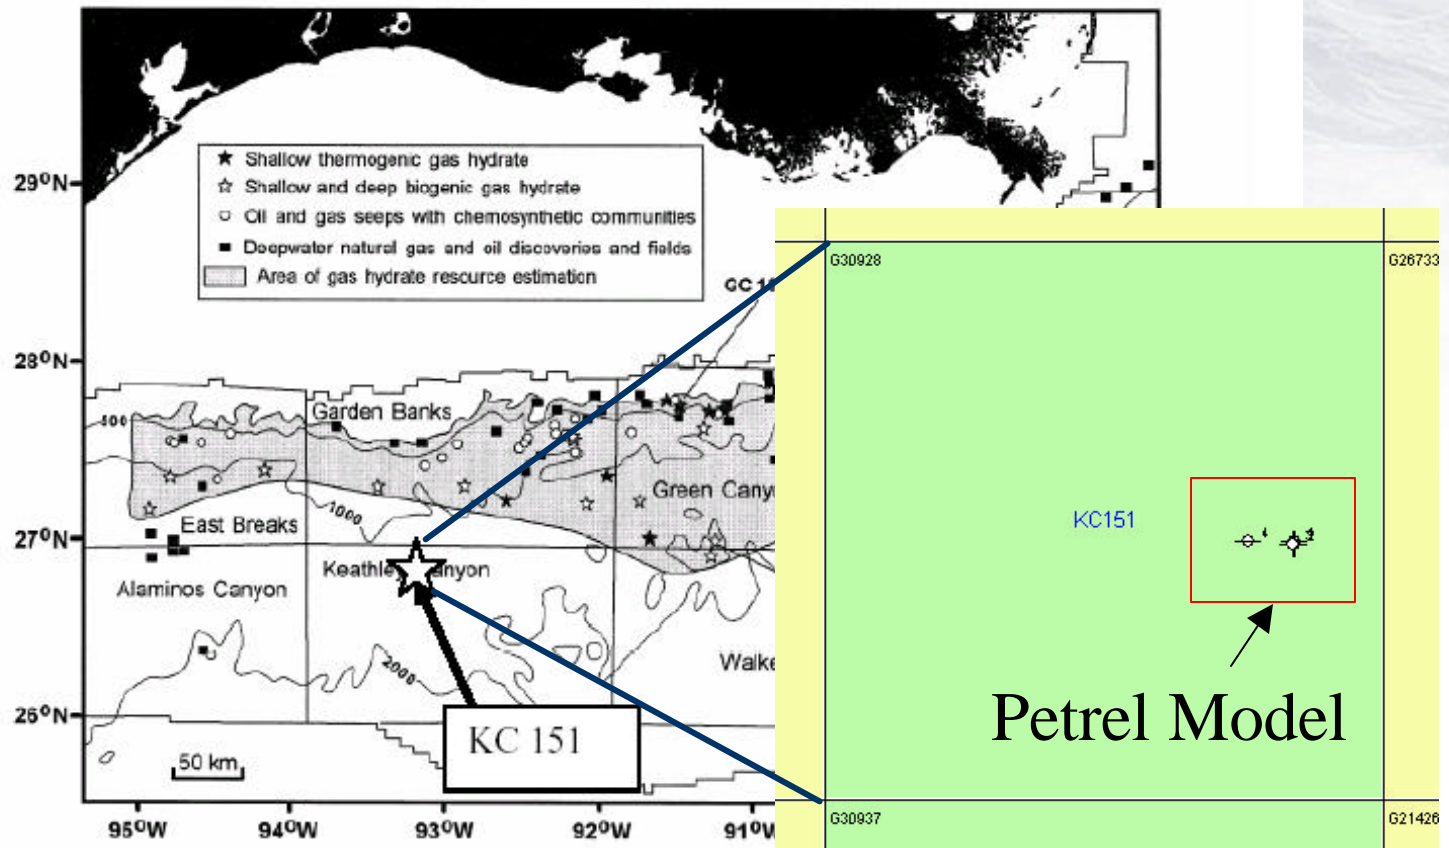 Shallow thermogenic gas hydrate
Shallow and deep biogenic gas hydrate
Oil and gas seeps with chemosynthetic communities
Deepwater natural gas and oil discoveries and fields
Area of gas hydrate resource estimation
29°N
28°N
27°N
26°N
GC
Garden Banks
500
1000
Green
East Breaks
Keathley
Alaminos Canyon
2000
KC 151
50 km
95°W
94°W
93°W
92°W
91°
G30928
G26733
KC151
Petrel Model
G30937
G21426